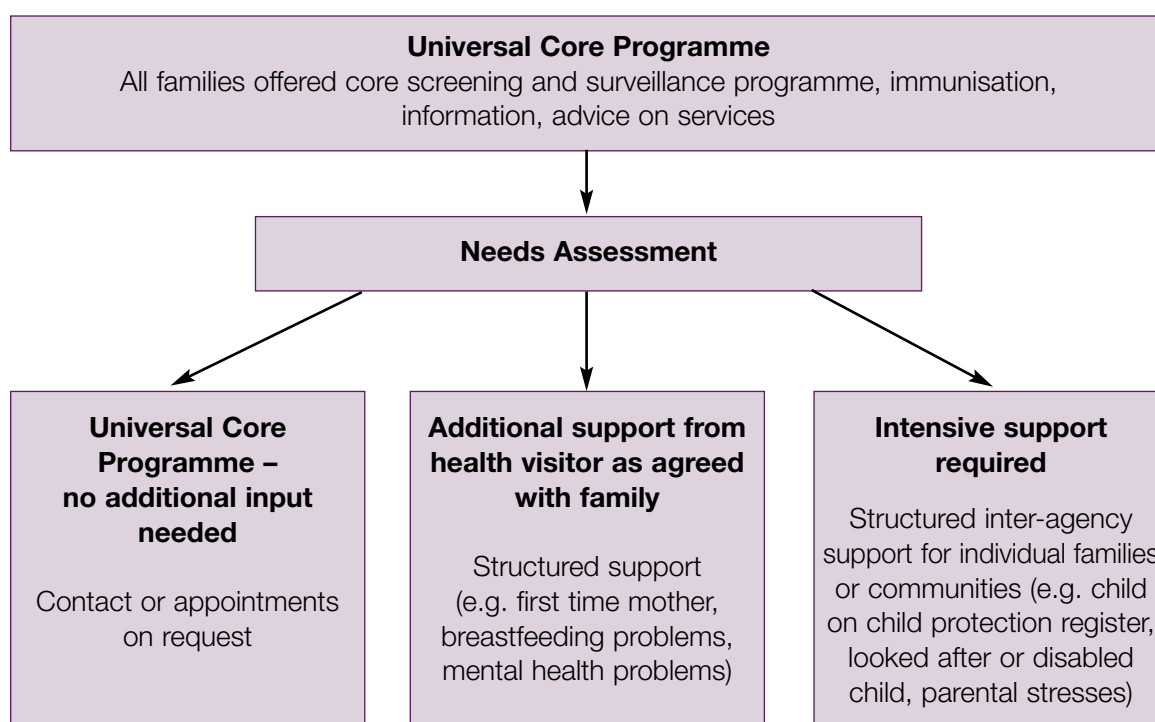 Universal Core Programme
All families offered core screening and surveillance programme, immunisation,
information, advice on services
Needs Assessment
Universal Core
Programme –
no additional input
needed
Contact or appointments
on request
Additional support from
health visitor as agreed
with family
Structured support
(e.g. first time mother,
breastfeeding problems,
mental health problems)
Intensive support
required
Structured inter-agency
support for individual families
or communities (e.g. child
on child protection register,
looked after or disabled
child, parental stresses)